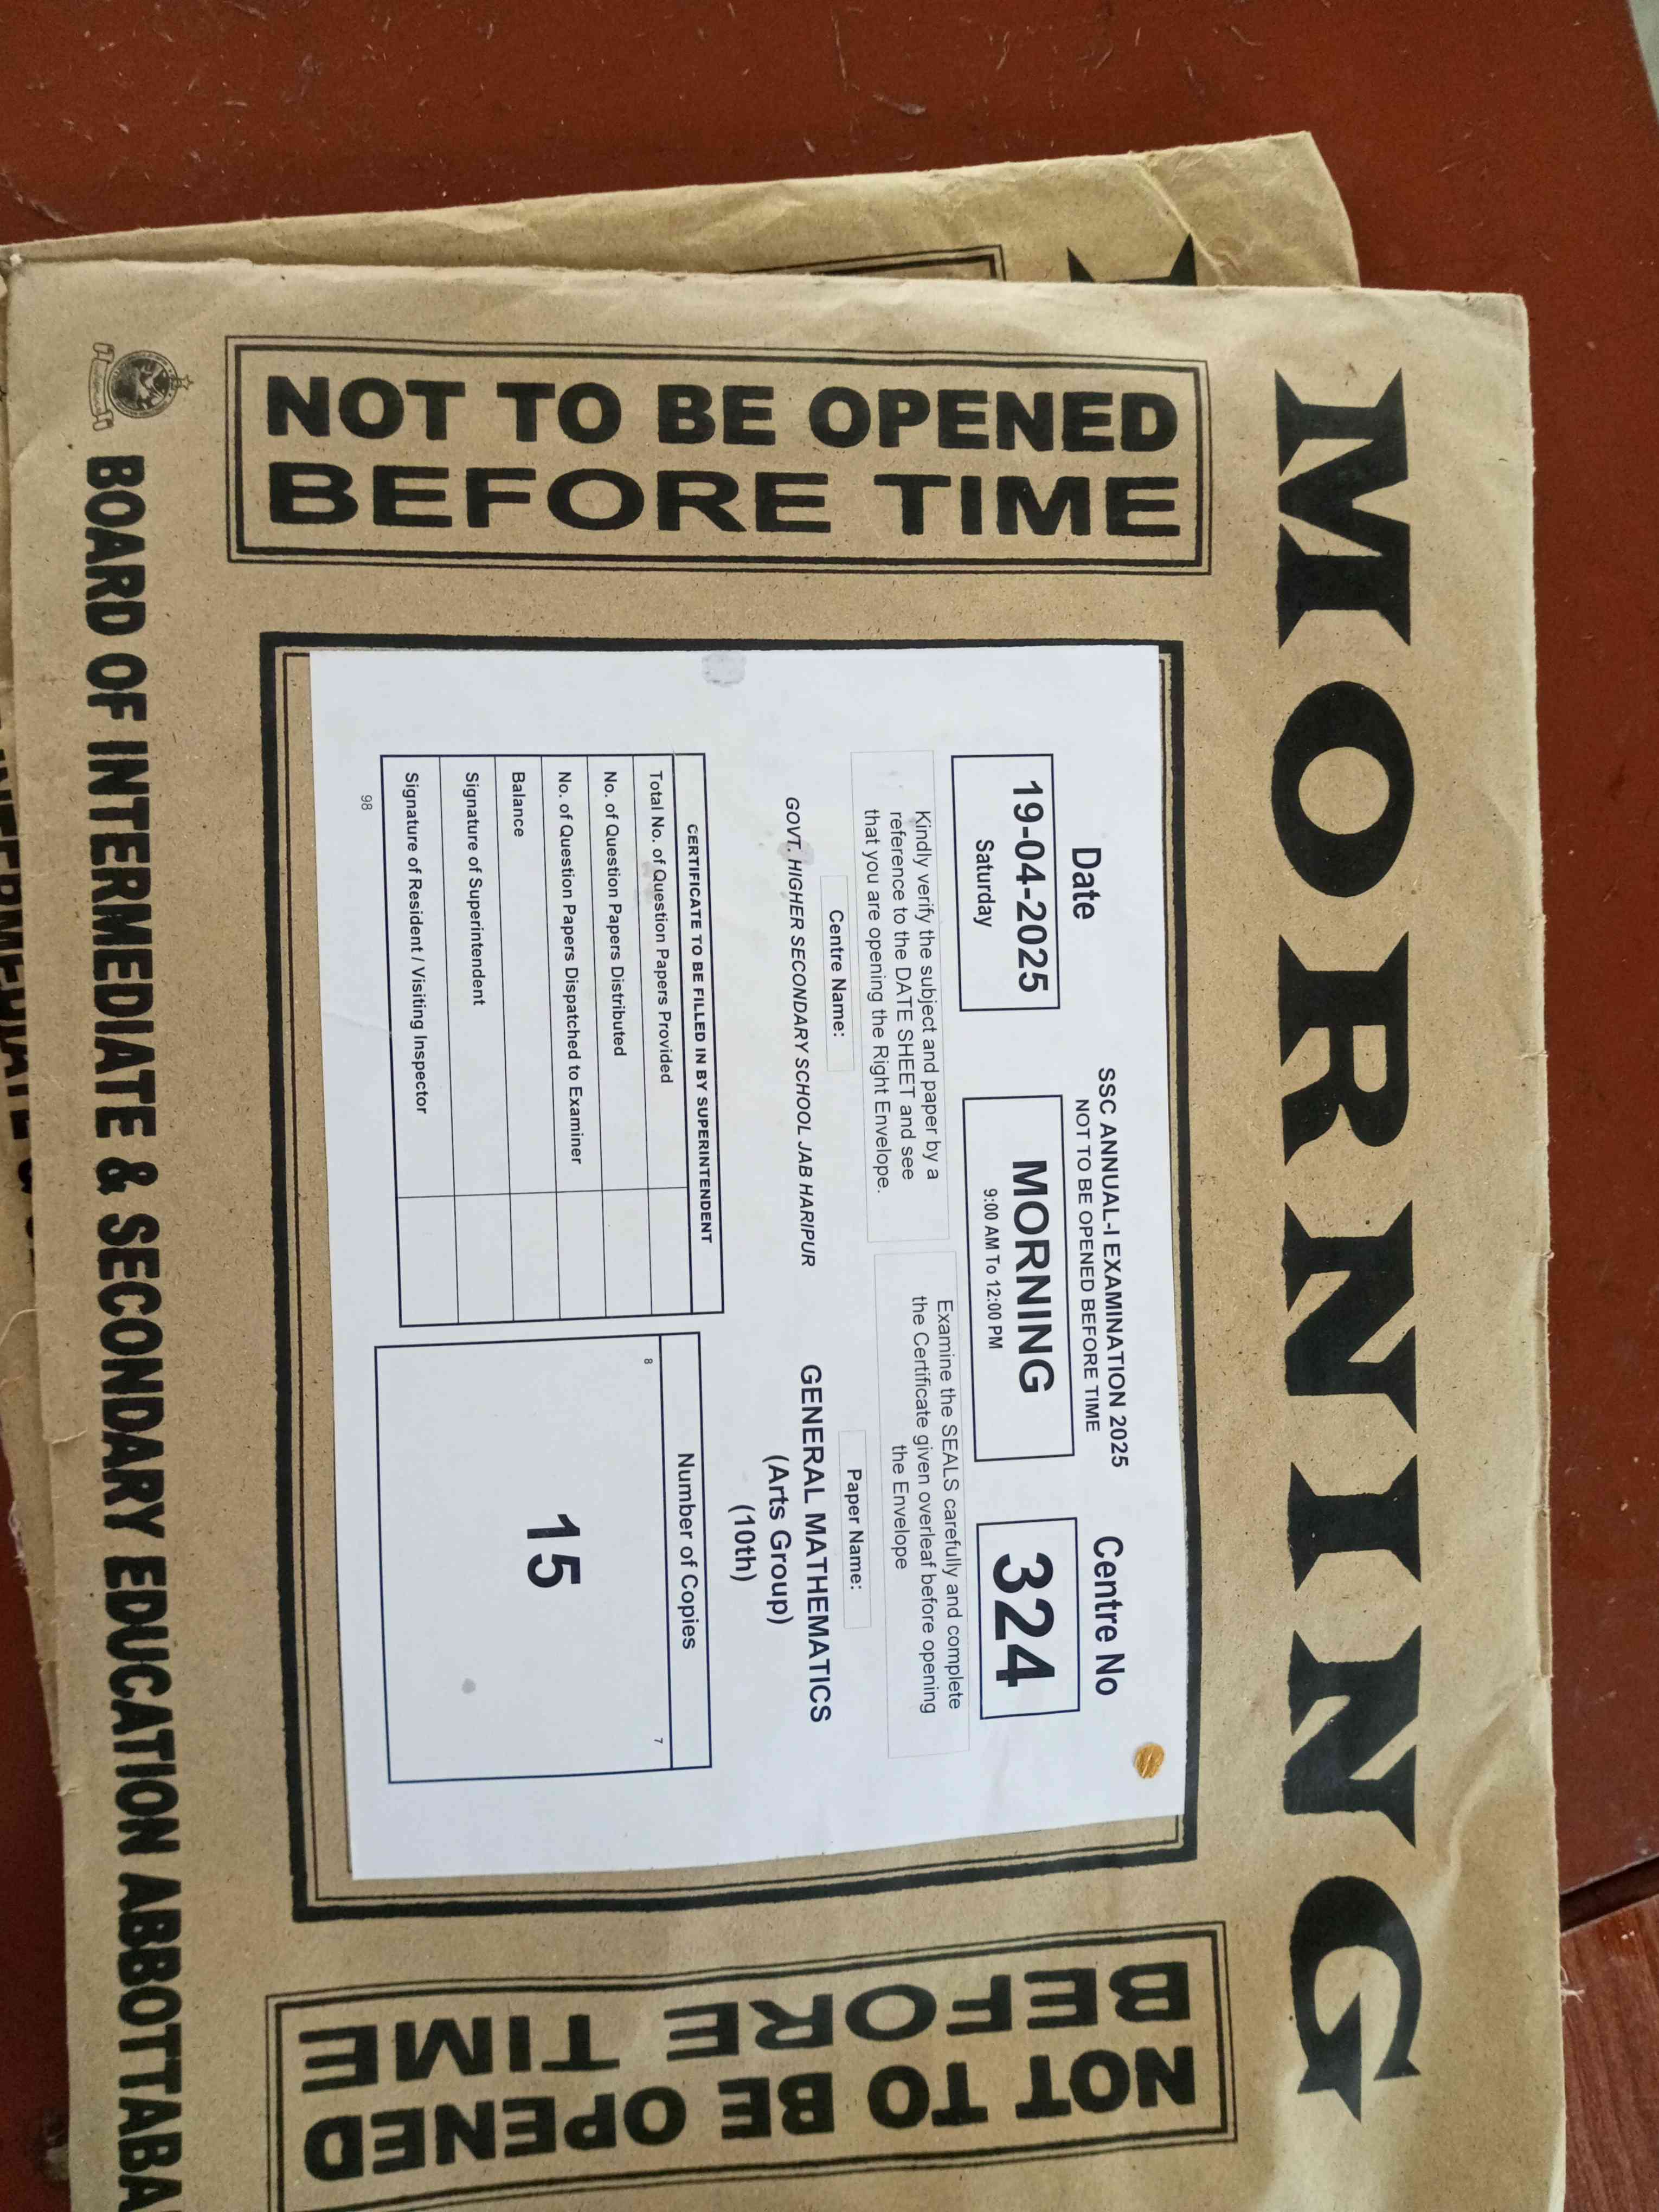 MORNING
NOT TO BE OPENED
BEFORE TIME
Date
SSC ANNUAL-I EXAMINATION 2025
NOT TO BE OPENED BEFORE TIME
Centre No
19-04-2025
Saturday
MORNING
9:00 AM To 12:00 PM
324
Kindly verify the subject and paper by a
reference to the DATE SHEET and see
that you are opening the Right Envelope.
Examine the SEALS carefully and complete
the Certificate given overleaf before opening
the Envelope
Centre Name:
GOVT. HIGHER SECONDARY SCHOOL JAB HARIPUR
Paper Name:
GENERAL MATHEMATICS
(Arts Group)
(10th)
CERTIFICATE TO BE FILLED IN BY SUPERINTENDENT
Total No. of Question Papers Provided
No. of Question Papers Distributed
No. of Question Papers Dispatched to Examiner
Balance
Signature of Superintendent
Signature of Resident / Visiting Inspector
98
Number of Copies
8
7
15
NOT TO BE OPENED
BEFORE TIME
BOARD OF INTERMEDIATE & SECONDARY EDUCATION ABBOTTABA